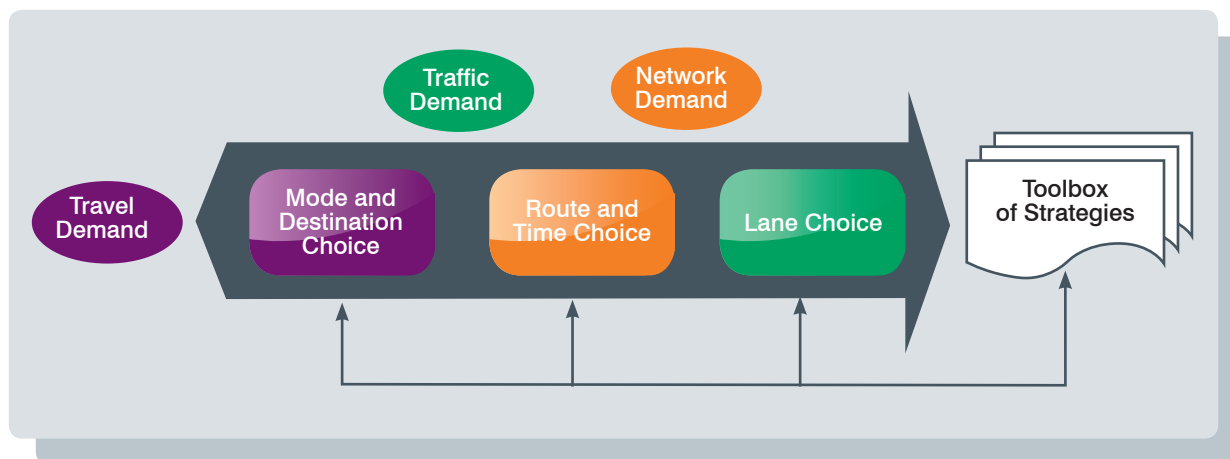 Traffic
Demand
Network
Demand
Travel
Demand
Mode and
Destination
Choice
Route and
Time Choice
Lane Choice
Toolbox
of Strategies